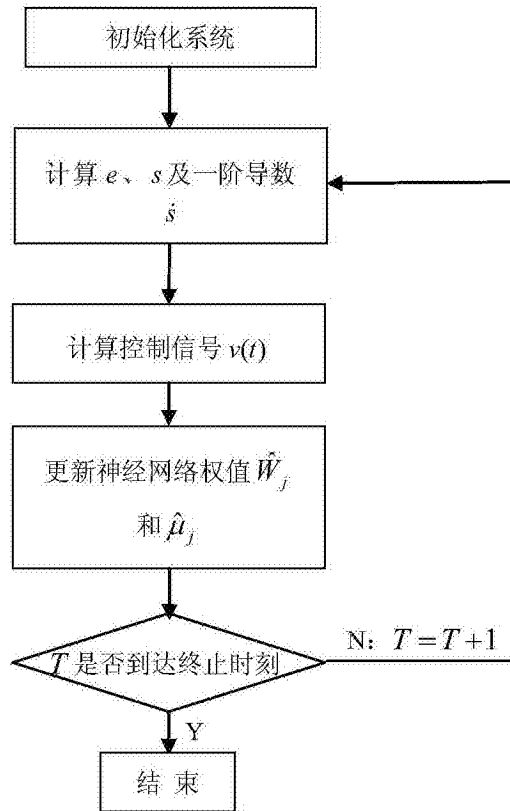 初始化系统
计算 e、s 及一阶导数
ṡ
计算控制信号 v(t)
更新神经网络权值 Ŵ_j
和 μ̂_j
T 是否到达终止时刻
N：T=T+1
Y
结 束